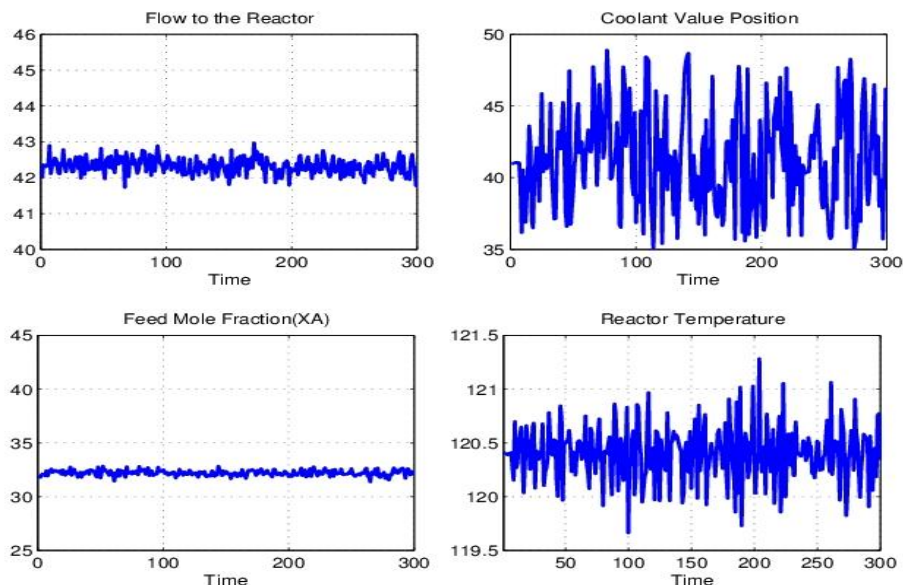 Flow to the Reactor
46
45
44
43
42
41
40
0 100 200 300
Time
Coolant Value Position
50
45
40
35
0 100 200 300
Time
Feed Mole Fraction(XA)
45
40
35
30
25
0 100 200 300
Time
Reactor Temperature
121.5
121
120.5
120
119.5
50 100 150 200 250 300
Time